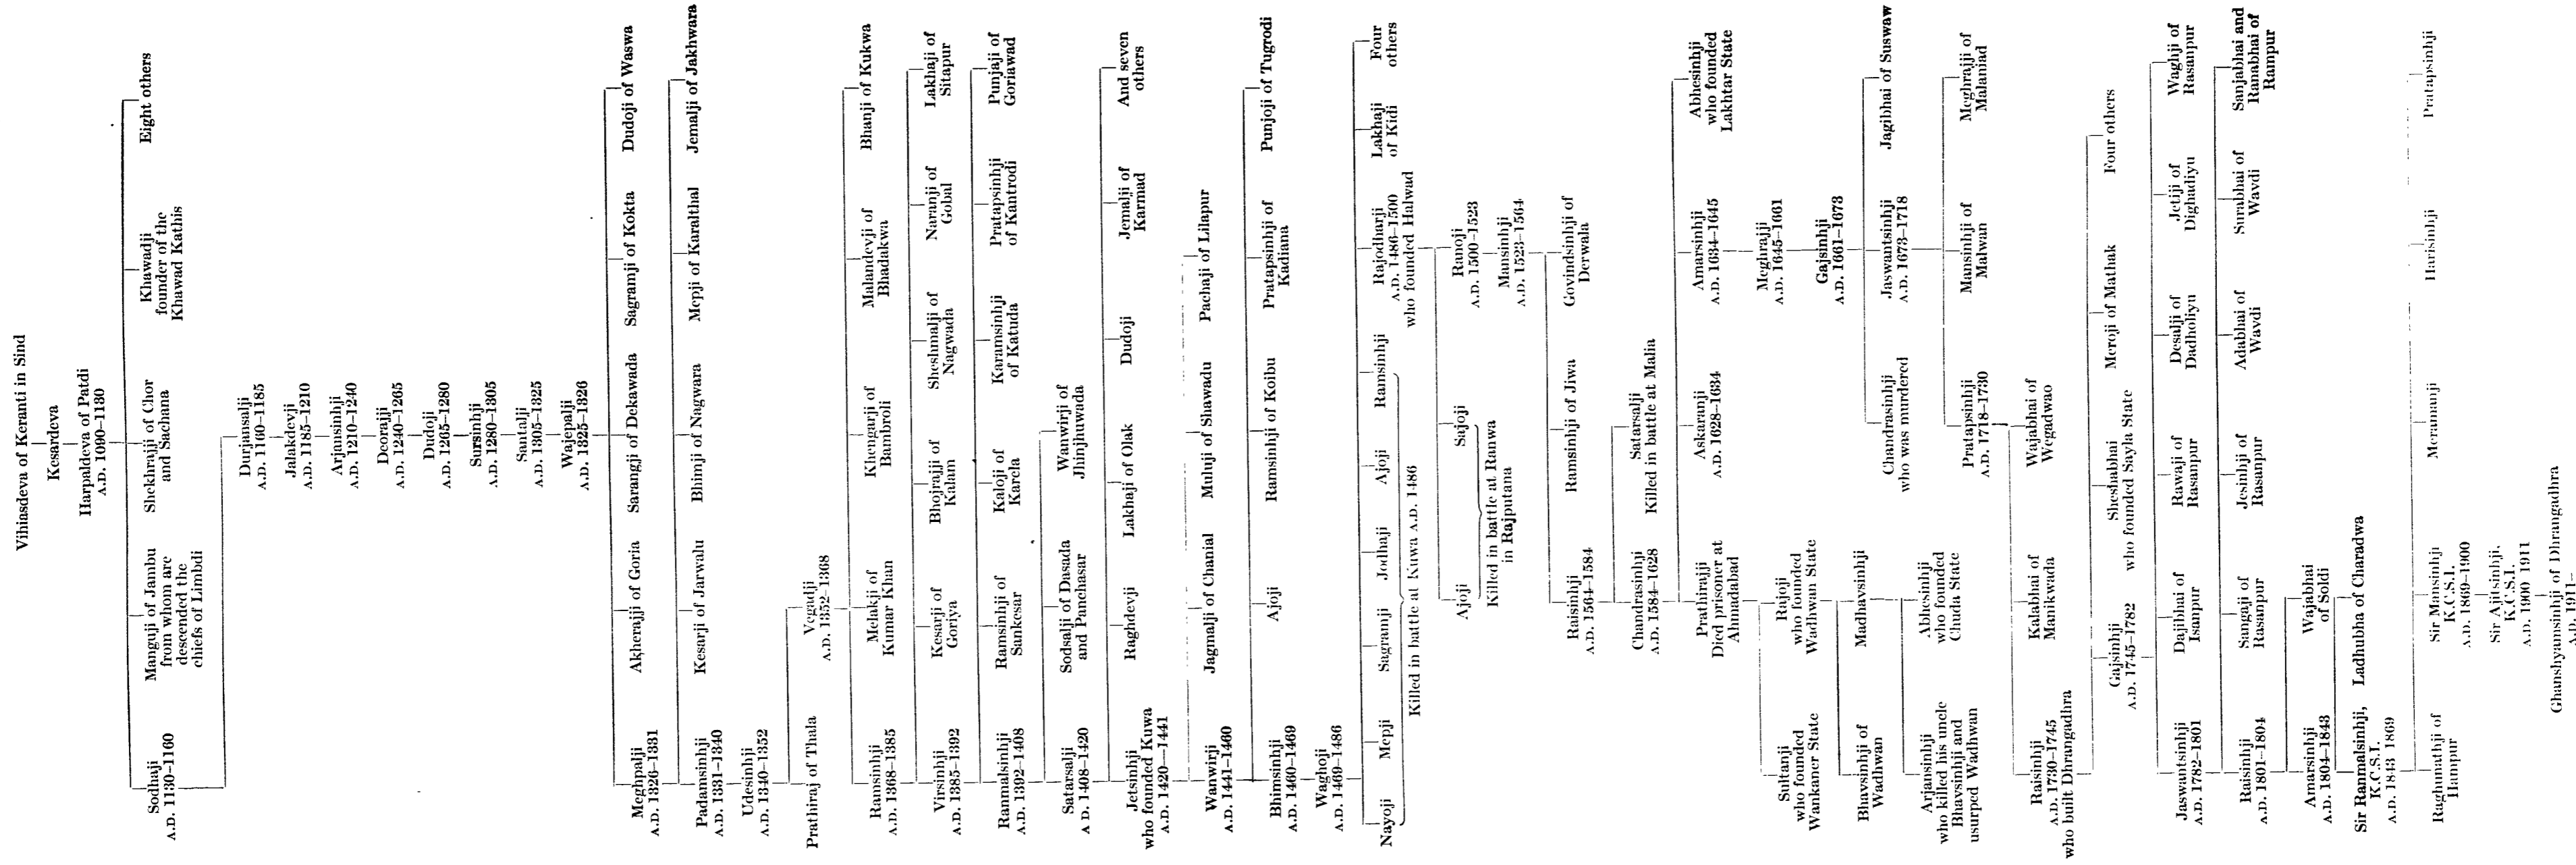 Vihiasdeva of Keranti in Sind
Kesardeva
Harpaldeva of Patdi
A.D. 1090–1130
Sodhaji
A.D. 1130–1160
Manguji of Jambu
from whom are
descended the
chiefs of Limbdi
Shekhrajji of Chor
and Sachana
Khawadji
founder of the
Khawad Kathis
Eight others
Durjansalji
A.D. 1160–1185
Jalakdevji
A.D. 1185–1210
Arjunsinhji
A.D. 1210–1240
Deorajji
A.D. 1240–1265
Dudoji
A.D. 1265–1280
Sursinhji
A.D. 1280–1305
Santalji
A.D. 1305–1325
Wajepalji
A.D. 1325–1326
Meghpalji
A.D. 1326–1331
Akherajji of Goria
Sarangji of Dekawada
Sagramji of Kokta
Dudoji of Waswa
Padamsinhji
A.D. 1331–1340
Kesarji of Jarwalu
Bhimji of Nagwara
Mepji of Karalthal
Jemalji of Jakhwara
Udesinhji
A.D. 1340–1352
Prathiraj of Thala
Vegadji
A.D. 1352–1368
Ramsinhji
A.D. 1368–1385
Melakji of
Kumar Khan
Khengarji of
Bambroli
Malandevji of
Bhadakwa
Bhanji of Kukwa
Virsinhji
A.D. 1385–1392
Kesarji of
Goriya
Bhojrajji of
Kalam
Sheshmalji of
Nagwada
Naranji of
Gobal
Lakhaji of
Sitapur
Ranmalsinhji
A.D. 1392–1408
Ramsinhji of
Sankesar
Kaloji of
Karela
Karamsinhji
of Katuda
Pratapsinhji
of Kantrodi
Punjaji of
Goriawad
Satarsalji
A D. 1408–1420
Sodsalji of Dasada
and Panchasar
Wanwirji of
Jhinjhuwada
Jetsinhji
who founded Kuwa
A.D. 1420–1441
Raghdevji
Lakhaji of Olak
Dudoji
Jemalji of
Karmad
And seven
others
Wanwirji
A.D. 1441–1460
Jagmalji of Chanial
Muluji of Shawadu
Pachaji of Lilapur
Bhimsinhji
A.D. 1460–1469
Ajoji
Ramsinhji of Koibu
Pratapsinhji of
Kadiana
Punjoji of Tugrodi
Waghoji
A.D. 1469–1486
Nayoji
Mepji
Sagramji
Jodhaji
Ajoji
Ramsinhji
Rajodharji
A.D. 1486–1500
who founded Halwad
Lakhaji
of Kidi
Four
others
Killed in battle at Kuwa A.D. 1486
Ajoji
Sajoji
Ranoji
A.D. 1500–1523
Killed in battle at Ranwa
in Rajputana
Mansinhji
A.D. 1523–1564
Raisinhji
A.D. 1564–1584
Ramsinhji of Jiwa
Govindsinhji of
Derwala
Chandrasinhji
A.D. 1584–1628
Satarsalji
Killed in battle at Malia
Prathirajji
Died prisoner at
Ahmadabad
Askaranji
A.D. 1628–1634
Amarsinhji
A.D. 1634–1645
Abhesinhji
who founded
Lakhtar State
Sultanji
who founded
Wankaner State
Rajoji
who founded
Wadhwan State
Meghrajji
A.D. 1645–1661
Bhavsinhji of
Wadhwan
Madhavsinhji
Gajsinhji
A.D. 1661–1673
Arjansinhji
who killed his uncle
Bhavsinhji and
usurped Wadhwan
Abhesinhji
who founded
Chuda State
Chandrasinhji
who was murdered
Jaswantsinhji
A.D. 1673–1718
Jagibhai of Suswaw
Pratapsinhji
A.D. 1718–1730
Mansinhji of
Malwan
Meghrajji of
Malaniad
Raisinhji
A.D. 1730–1745
who built Dhrangadhra
Kalabhai of
Manikwada
Wajabhai of
Wegadwao
Gajsinhji
A.D. 1745–1782
Sheshabhai
who founded Sayla State
Meroji of Mathak
Four others
Jaswantsinhji
A.D. 1782–1801
Dajibhai of
Isanpur
Rawaji of
Rasanpur
Desalji of
Dadholiyu
Jetiji of
Dighadiyu
Waghji of
Rasanpur
Raisinhji
A.D. 1801–1804
Sangaji of
Rasanpur
Jesinhji of
Rasanpur
Adabhai of
Wavdi
Surabhai of
Wavdi
Sanjabhai and
Ranabhai of
Rampur
Amarsinhji
A.D. 1804–1843
Wajabhai
of Soldi
Sir Ranmalsinhji,
K.C.S.I.
A.D. 1843 1869
Ladhubha of Charadwa
Raghunathji of
Hampur
Sir Mansinhji
K.C.S.I.
A.D. 1869–1900
Meramanji
Harisinhji
Pratapsinhji
Sir Ajitsinhji,
K.C.S.I.
A.D. 1900 1911
Ghanshyamsinhji of Dhrangadhra
A.D. 1911–